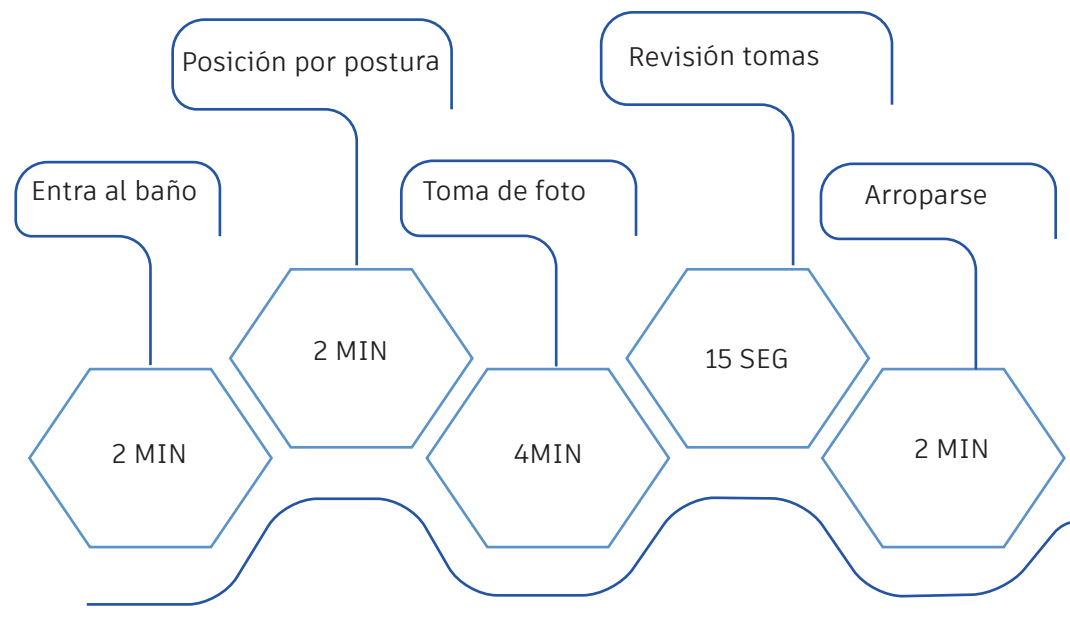 Entra al baño
2 MIN
Posición por postura
2 MIN
Toma de foto
4MIN
Revisión tomas
15 SEG
Arroparse
2 MIN